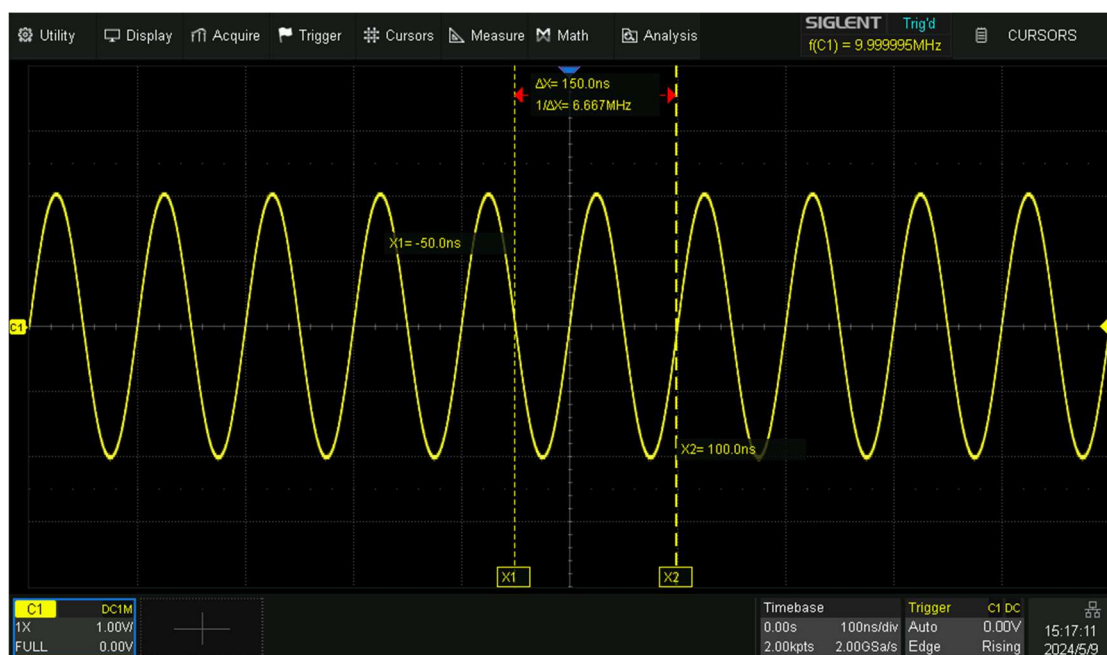 Utility Display Acquire Trigger Cursors Measure Math Analysis SIGLENT Trig'd CURSORS
f(C1) = 9.999995MHz
ΔX= 150.0ns
1/ΔX= 6.667MHz
X1= -50.0ns
C1
X2= 100.0ns
X1 X2
C1 DC1M Timebase Trigger C1 DC
1X 1.00V/ 0.00s 100ns/div Auto 0.00V 15:17:11
FULL 0.00V 2.00kpts 2.00GSa/s Edge Rising 2024/5/9